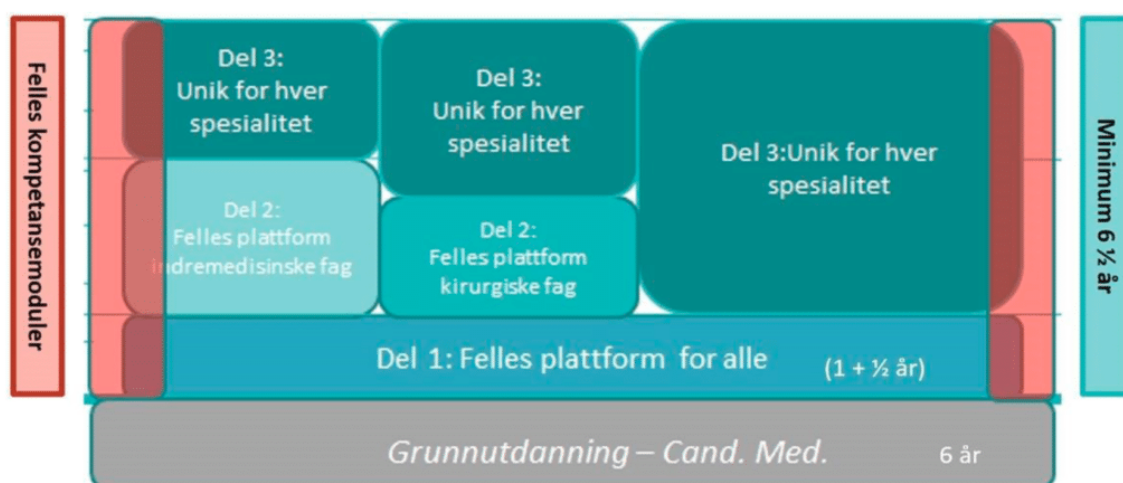 Felles kompetansemoduler
Del 3:
Unik for hver
spesialitet
Del 2:
Felles plattform
indremedisinske fag
Del 3:
Unik for hver
spesialitet
Del 2:
Felles plattform
kirurgiske fag
Del 3:Unik for hver
spesialitet
Del 1: Felles plattform for alle (1 + ½ år)
Grunnutdanning – Cand. Med. 6 år
Minimum 6 ½ år